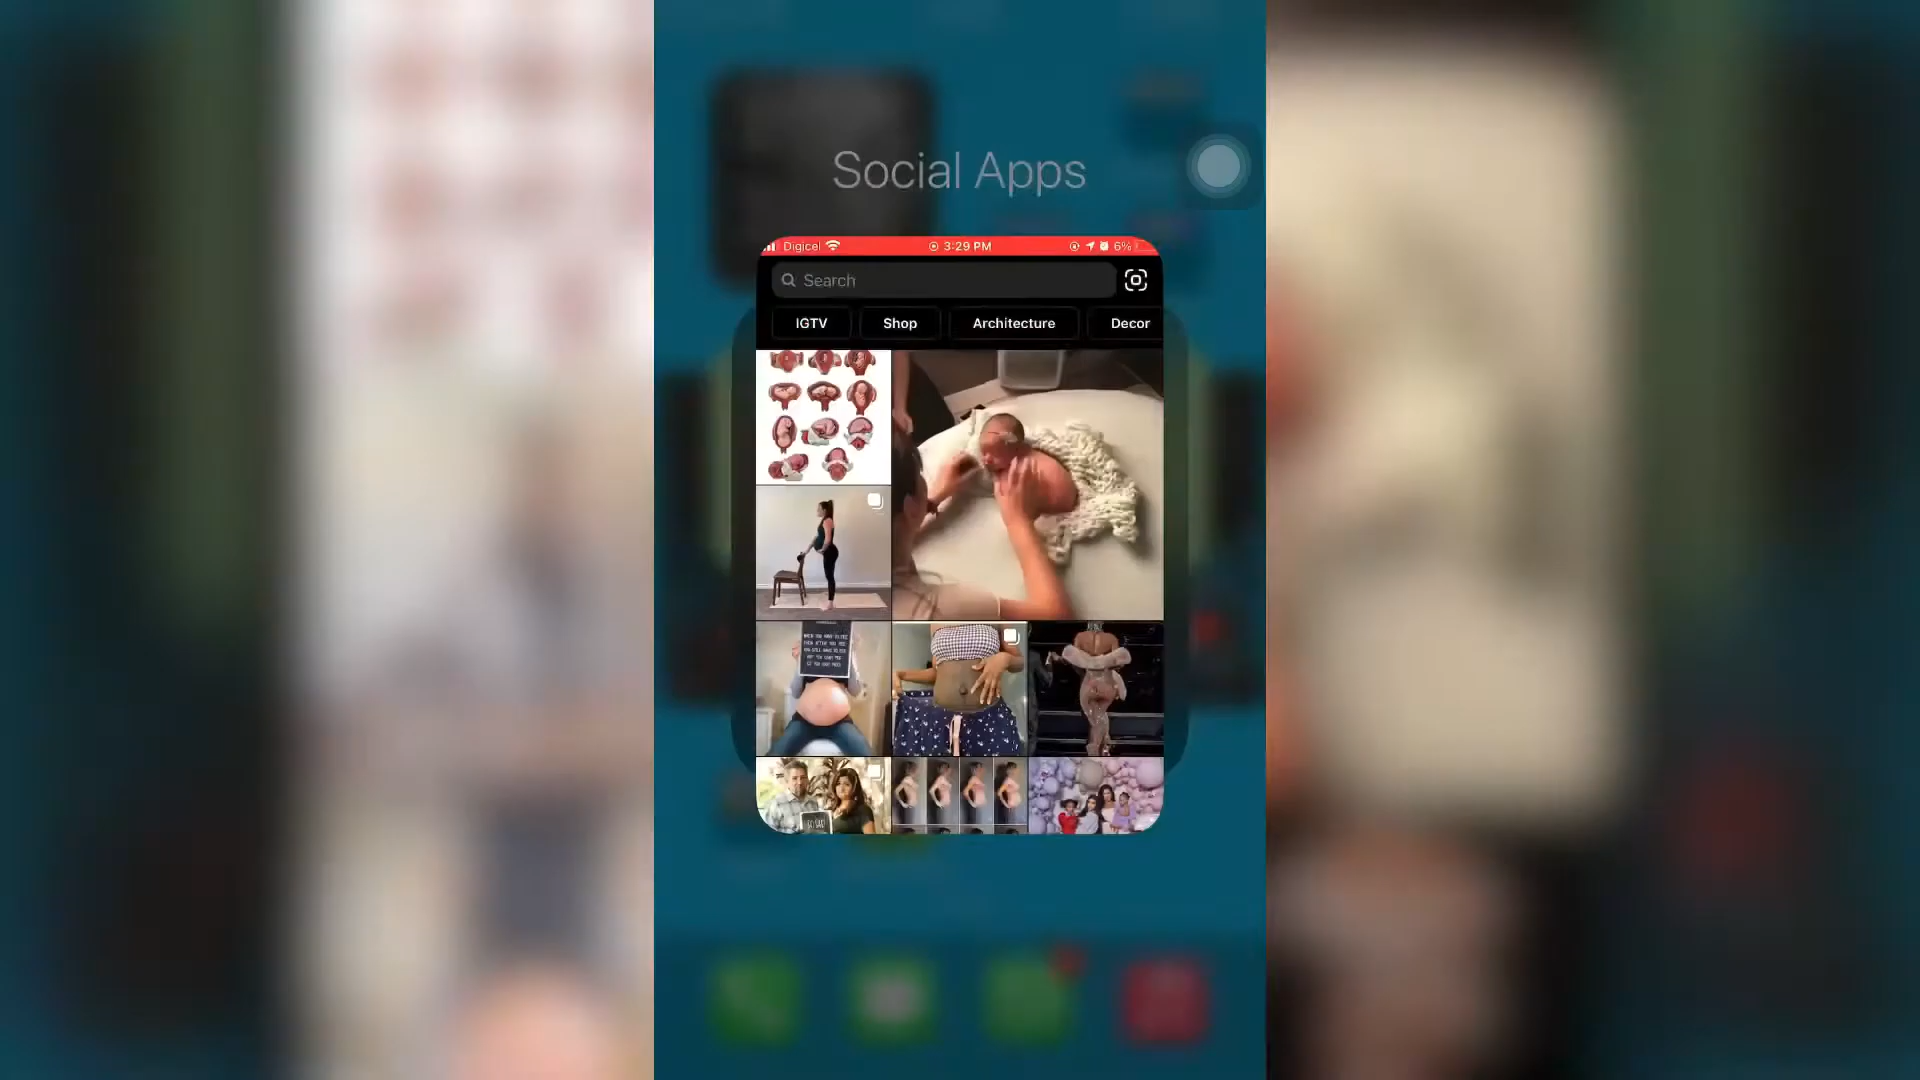 Social Apps
Digicel 3:29 PM 6%
Search
IGTV Shop Architecture Decor